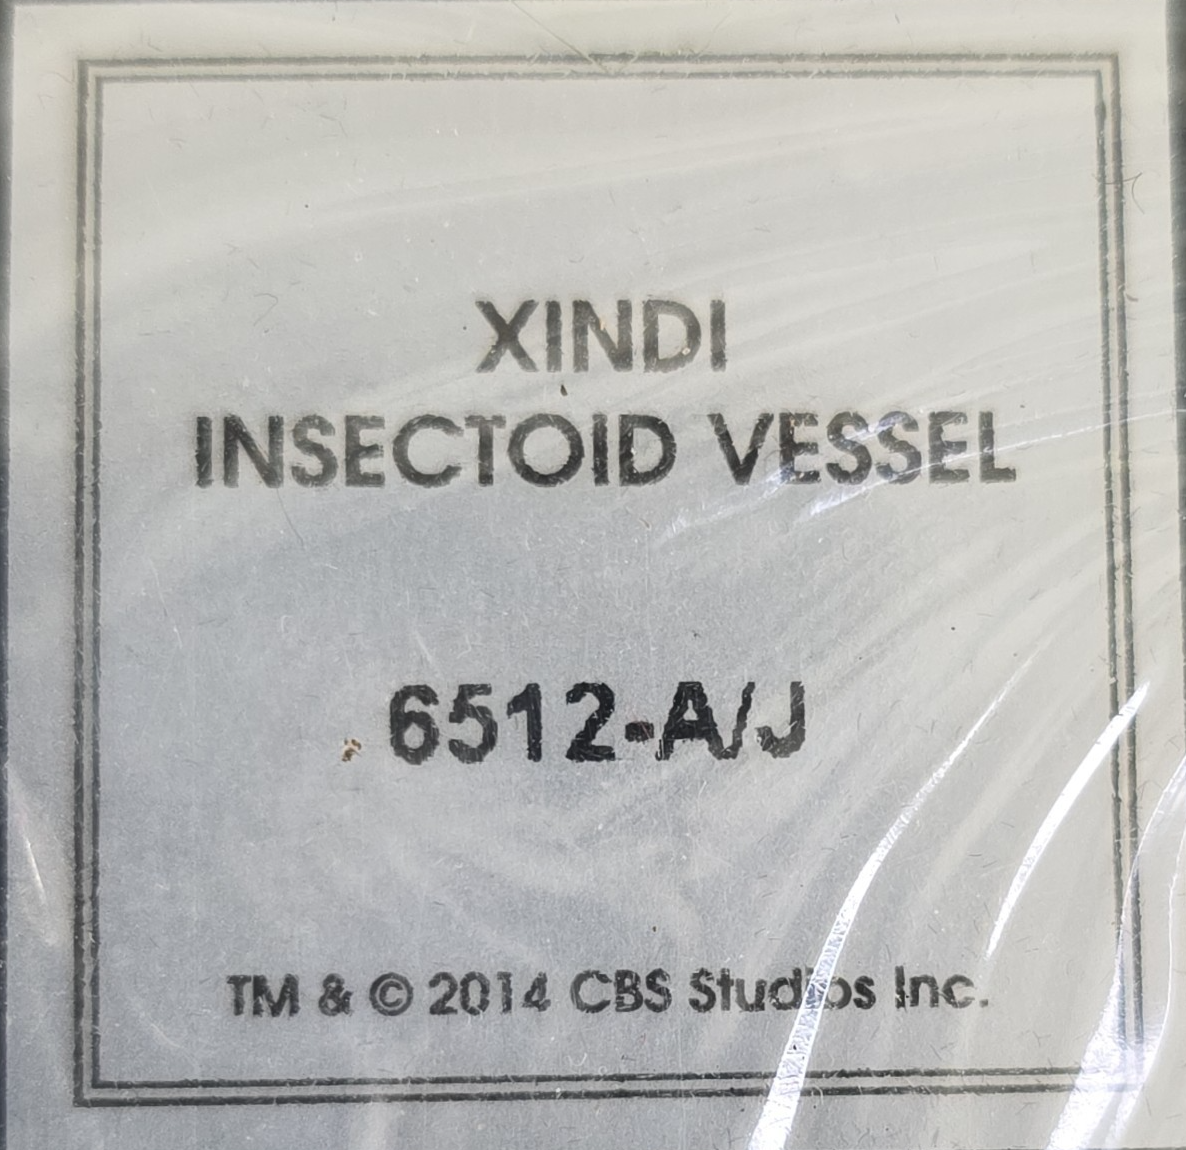 XINDI
INSECTOID VESSEL
6512-A/J
TM & © 2014 CBS Studios Inc.